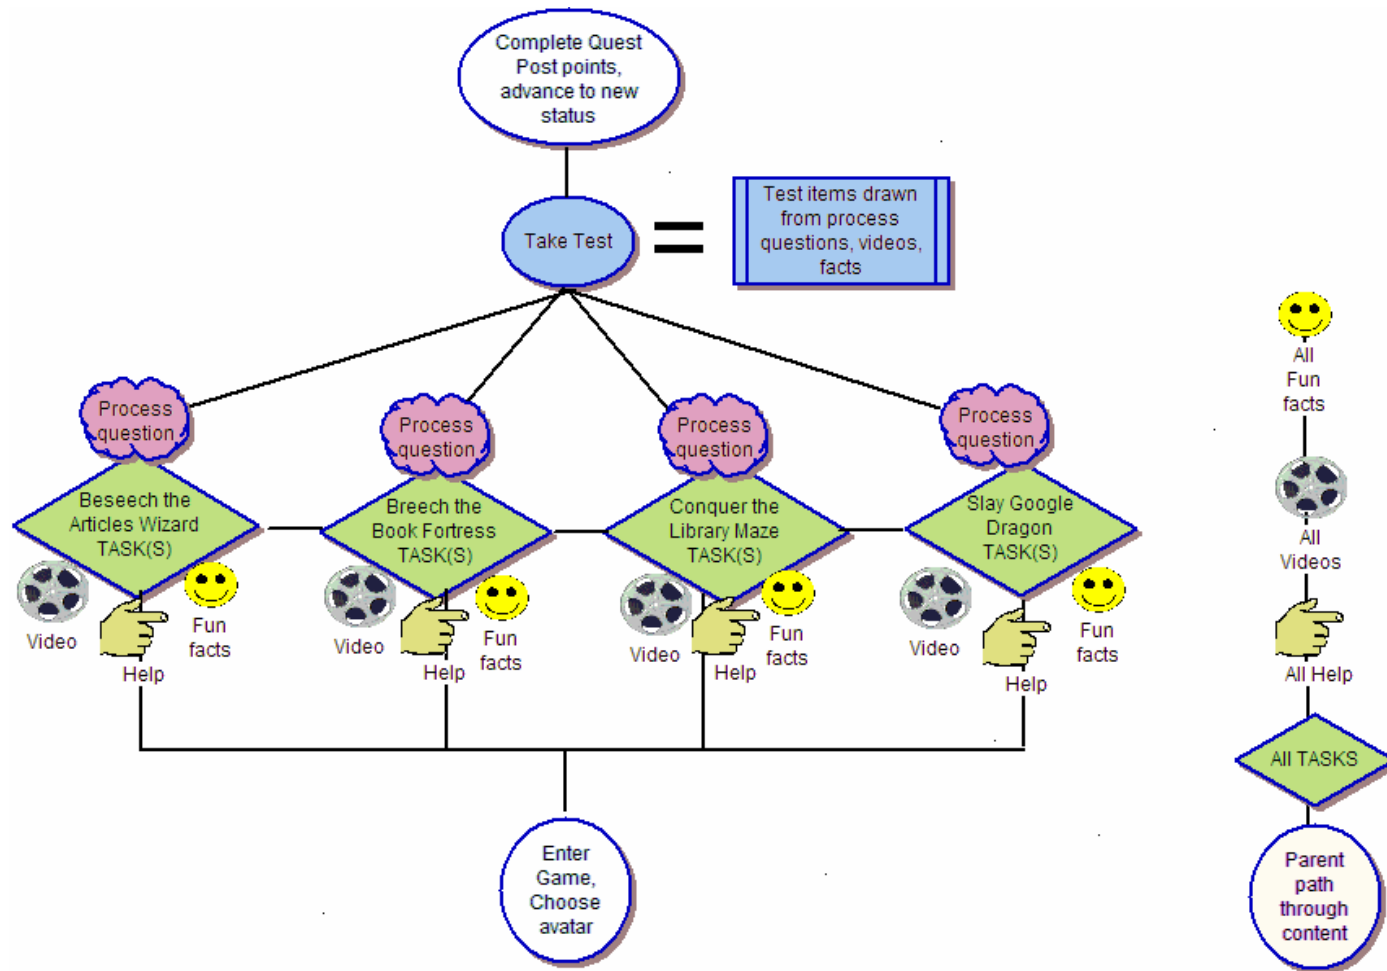 Complete Quest
Post points,
advance to new
status
Take Test
=
Test items drawn
from process
questions, videos,
facts
Process
question
Beseech the
Articles Wizard
TASK(S)
Video
Help
Fun
facts
Process
question
Breech the
Book Fortress
TASK(S)
Video
Help
Fun
facts
Process
question
Conquer the
Library Maze
TASK(S)
Video
Help
Fun
facts
Process
question
Slay Google
Dragon
TASK(S)
Video
Help
Fun
facts
Enter
Game,
Choose
avatar
All
Fun
facts
All
Videos
All Help
All TASKS
Parent
path
through
content